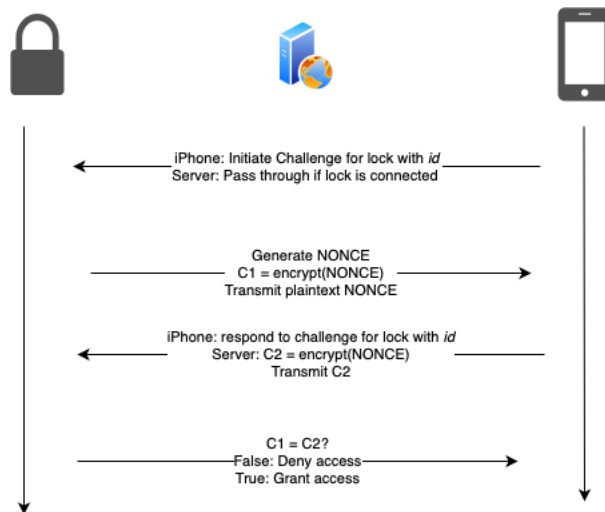 iPhone: Initiate Challenge for lock with id
Server: Pass through if lock is connected
Generate NONCE
C1 = encrypt(NONCE)
Transmit plaintext NONCE
iPhone: respond to challenge for lock with id
Server: C2 = encrypt(NONCE)
Transmit C2
C1 = C2?
False: Deny access
True: Grant access